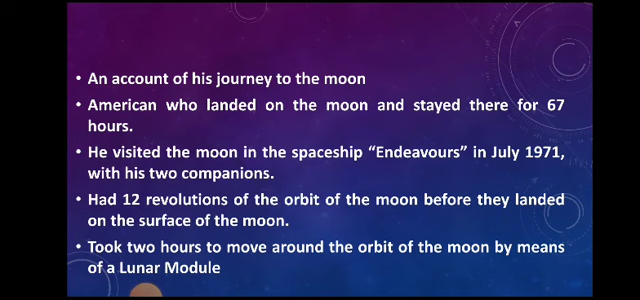 • An account of his journey to the moon
• American who landed on the moon and stayed there for 67
hours.
• He visited the moon in the spaceship “Endeavours” in July 1971,
with his two companions.
• Had 12 revolutions of the orbit of the moon before they landed
on the surface of the moon.
• Took two hours to move around the orbit of the moon by means
of a Lunar Module